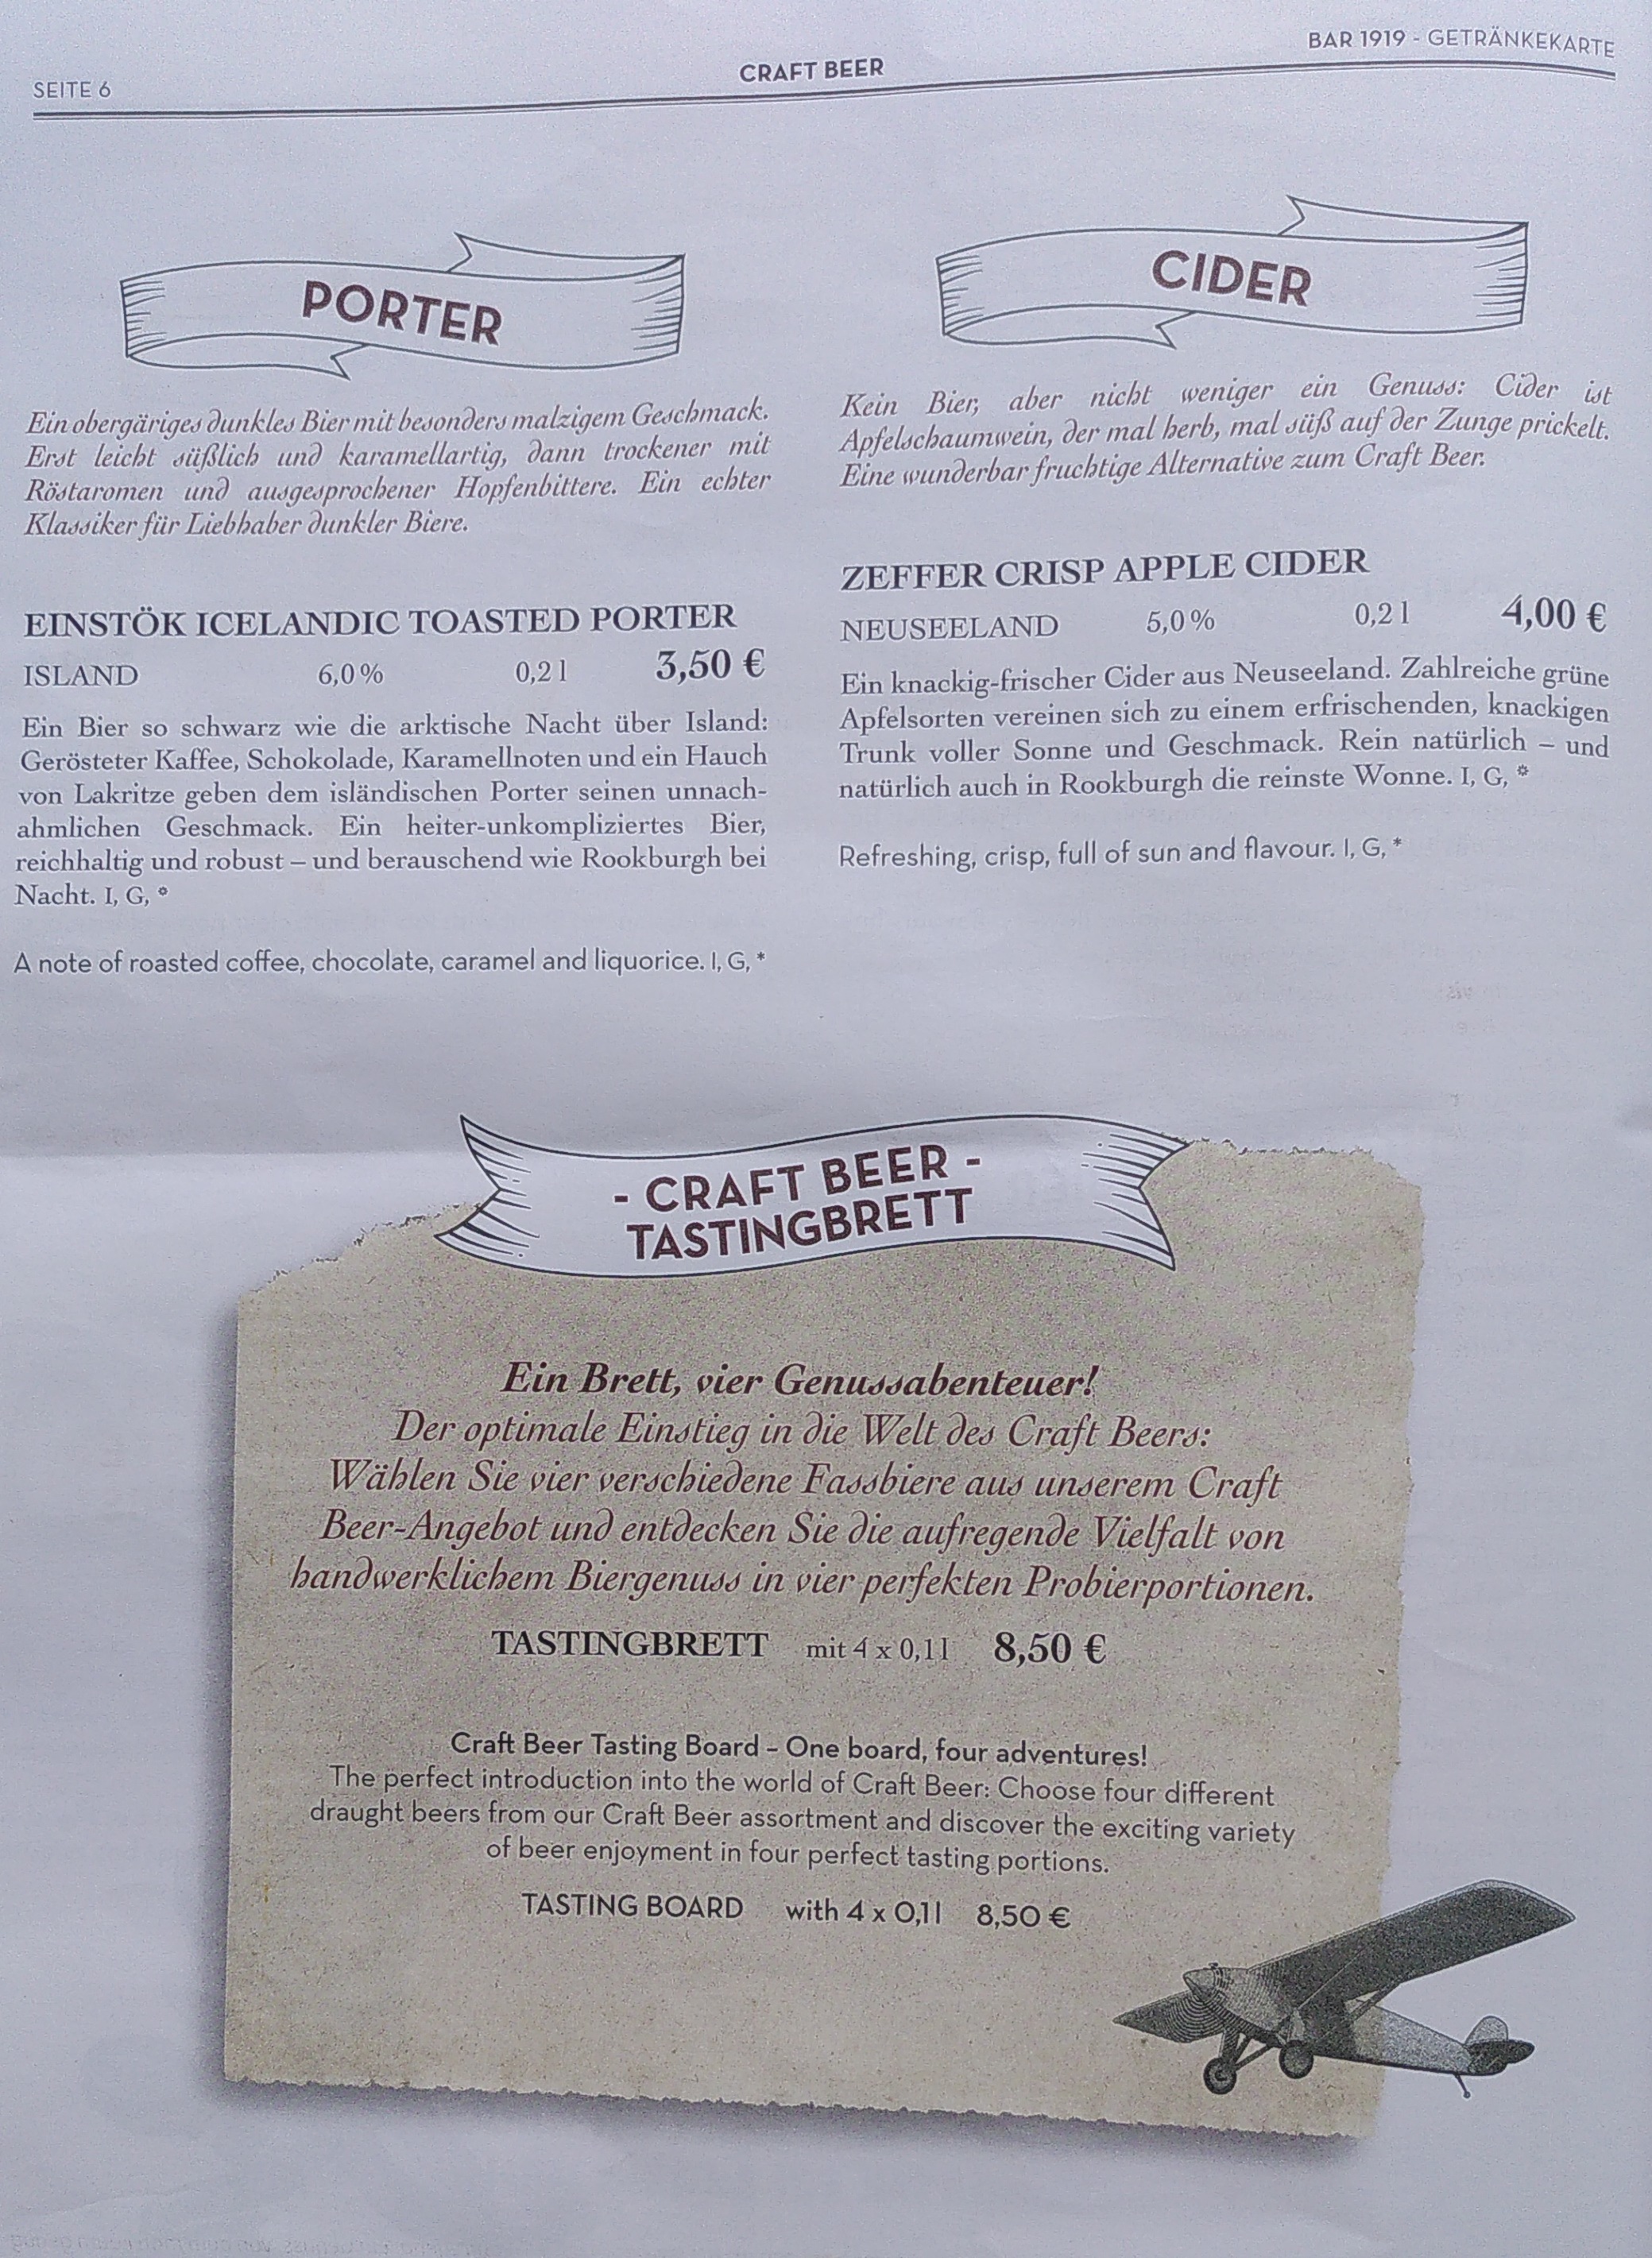 SEITE 6
CRAFT BEER
BAR 1919 - GETRÄNKEKARTE
PORTER
Ein obergäriges dunkles Bier mit besonders malzigem Geschmack.
Erst leicht süßlich und karamellartig, dann trockener mit
Röstaromen und ausgesprochener Hopfenbittere. Ein echter
Klassiker für Liebhaber dunkler Biere.
EINSTÖK ICELANDIC TOASTED PORTER
ISLAND 6,0 % 0,2 l 3,50 €
Ein Bier so schwarz wie die arktische Nacht über Island:
Gerösteter Kaffee, Schokolade, Karamellnoten und ein Hauch
von Lakritze geben dem isländischen Porter seinen unnach-
ahmlichen Geschmack. Ein heiter-unkompliziertes Bier,
reichhaltig und robust – und berauschend wie Rookburgh bei
Nacht. I, G, *
A note of roasted coffee, chocolate, caramel and liquorice. I, G, *
CIDER
Kein Bier, aber nicht weniger ein Genuss: Cider ist
Apfelschaumwein, der mal herb, mal süß auf der Zunge prickelt.
Eine wunderbar fruchtige Alternative zum Craft Beer.
ZEFFER CRISP APPLE CIDER
NEUSEELAND 5,0 % 0,2 l 4,00 €
Ein knackig-frischer Cider aus Neuseeland. Zahlreiche grüne
Apfelsorten vereinen sich zu einem erfrischenden, knackigen
Trunk voller Sonne und Geschmack. Rein natürlich – und
natürlich auch in Rookburgh die reinste Wonne. I, G, *
Refreshing, crisp, full of sun and flavour. I, G, *
- CRAFT BEER -
TASTINGBRETT
Ein Brett, vier Genussabenteuer!
Der optimale Einstieg in die Welt des Craft Beers:
Wählen Sie vier verschiedene Fassbiere aus unserem Craft
Beer-Angebot und entdecken Sie die aufregende Vielfalt von
handwerklichem Biergenuss in vier perfekten Probierportionen.
TASTINGBRETT mit 4 x 0,1 l 8,50 €
Craft Beer Tasting Board – One board, four adventures!
The perfect introduction into the world of Craft Beer: Choose four different
draught beers from our Craft Beer assortment and discover the exciting variety
of beer enjoyment in four perfect tasting portions.
TASTING BOARD with 4 x 0,1 l 8,50 €